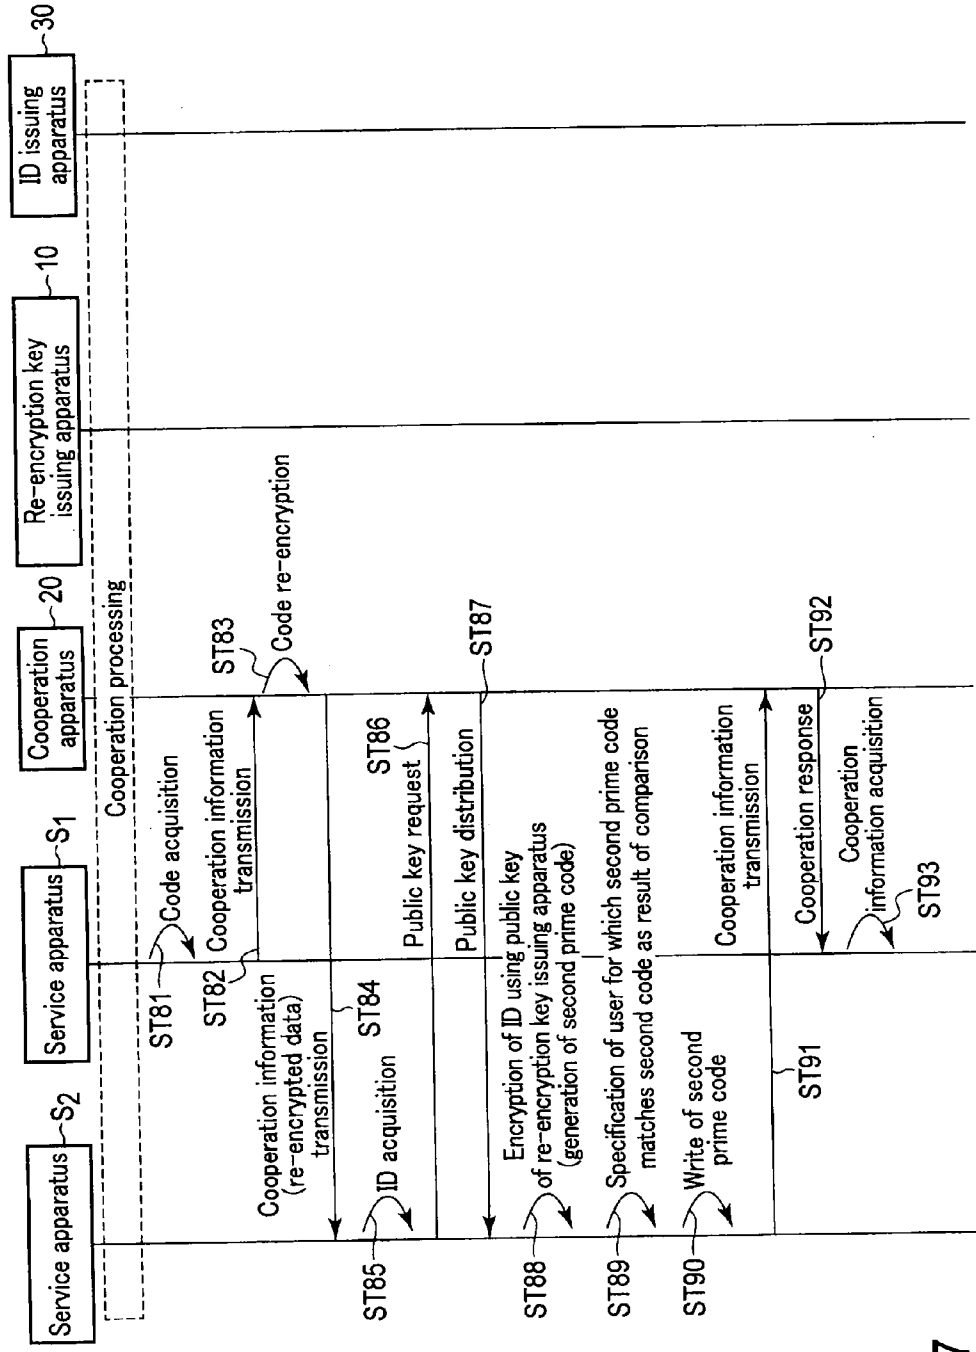 Service apparatus
S2
Service apparatus
S1
Cooperation
apparatus
20
Re-encryption key
issuing apparatus
10
ID issuing
apparatus
30
Cooperation processing
ST81
Code acquisition
ST82
Cooperation information
transmission
ST83
Code re-encryption
Cooperation information
(re-encrypted data)
transmission
ST84
ST85
ID acquisition
Public key request
ST86
Public key distribution
ST87
ST88
Encryption of ID using public key
of re-encryption key issuing apparatus
(generation of second prime code)
ST89
Specification of user for which second prime code
matches second code as result of comparison
ST90
Write of second
prime code
Cooperation information
transmission
ST91
Cooperation response
ST92
Cooperation
information acquisition
ST93
7